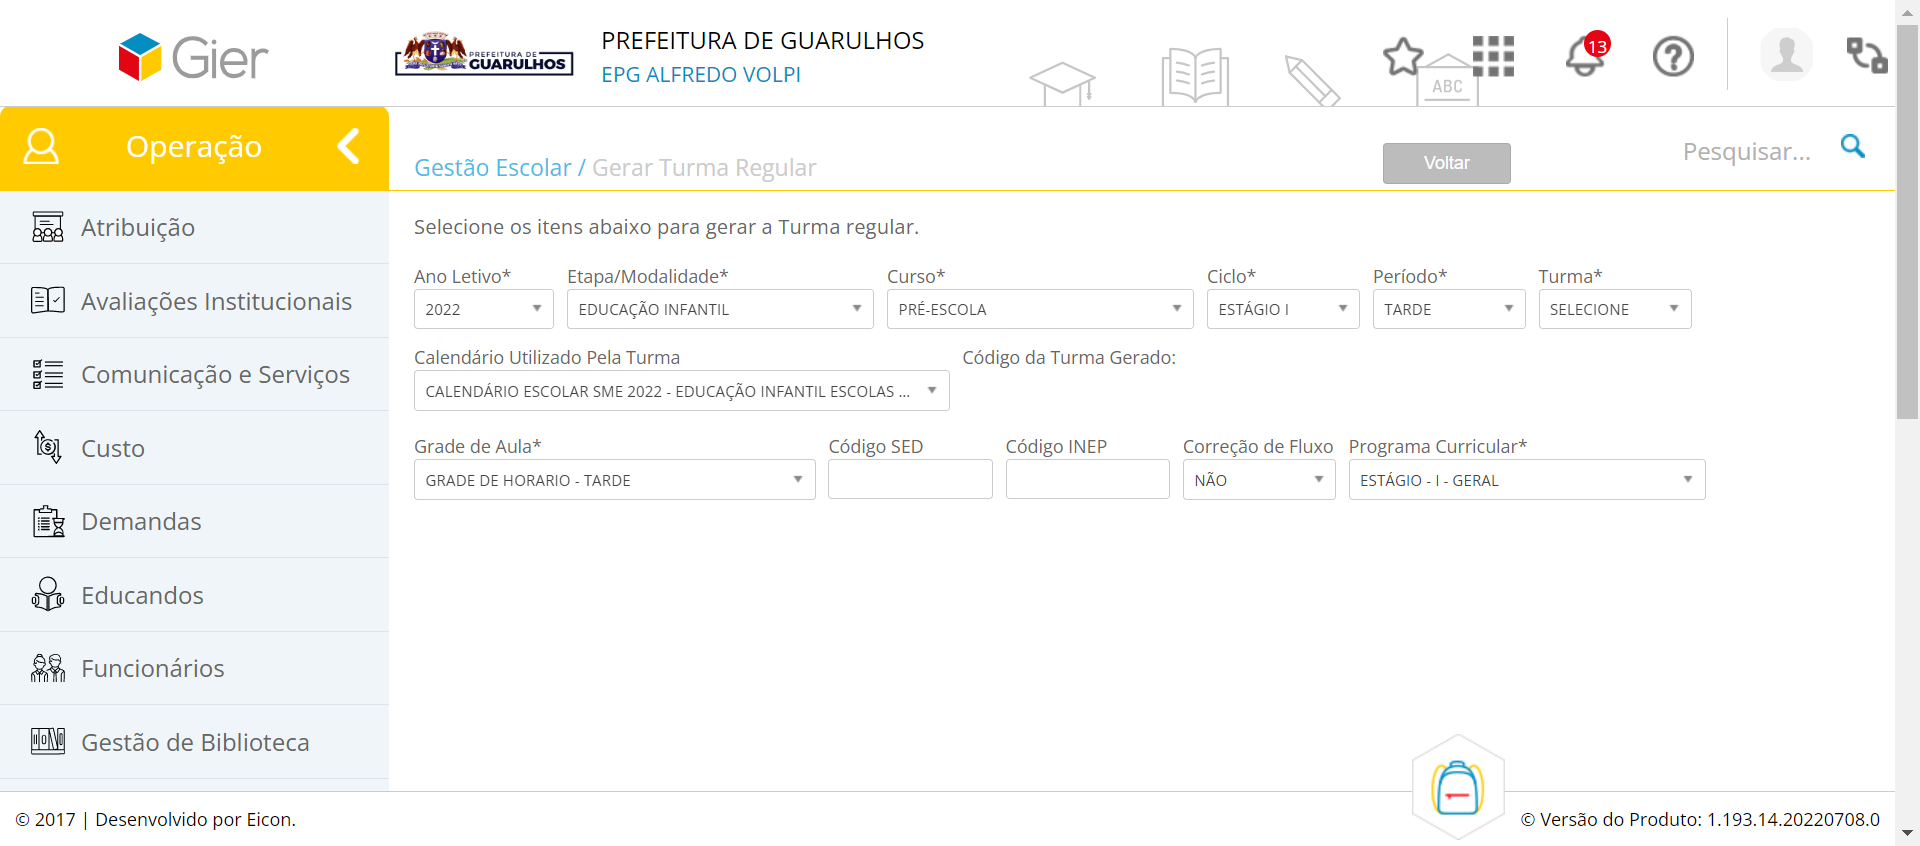 Gier
PREFEITURA DE
GUARULHOS
PREFEITURA DE GUARULHOS
EPG ALFREDO VOLPI
ABC
13
Operação
Gestão Escolar / Gerar Turma Regular
Voltar
Pesquisar...
Atribuição
Avaliações Institucionais
Comunicação e Serviços
Custo
Demandas
Educandos
Funcionários
Gestão de Biblioteca
Selecione os itens abaixo para gerar a Turma regular.
Ano Letivo* Etapa/Modalidade* Curso* Ciclo* Período* Turma*
2022 EDUCAÇÃO INFANTIL PRÉ-ESCOLA ESTÁGIO I TARDE SELECIONE
Calendário Utilizado Pela Turma Código da Turma Gerado:
CALENDÁRIO ESCOLAR SME 2022 - EDUCAÇÃO INFANTIL ESCOLAS ...
Grade de Aula* Código SED Código INEP Correção de Fluxo Programa Curricular*
GRADE DE HORARIO - TARDE NÃO ESTÁGIO - I - GERAL
© 2017 | Desenvolvido por Eicon.
© Versão do Produto: 1.193.14.20220708.0